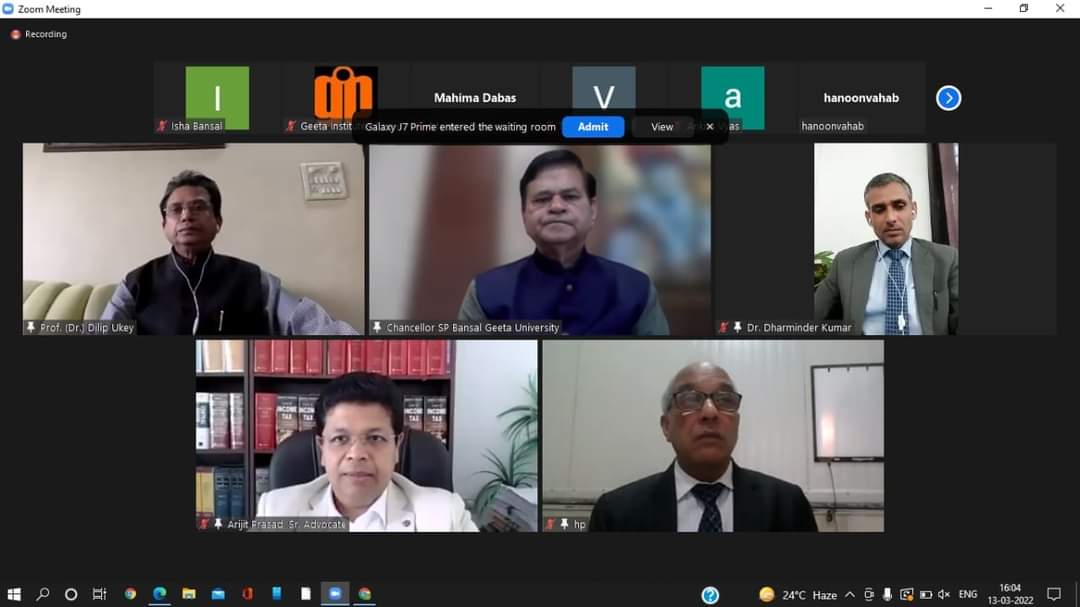 Zoom Meeting
Recording
I
Isha Bansal
Geeta Instit
Mahima Dabas
V
a
yas
hanoonvahab
hanoonvahab
Galaxy J7 Prime entered the waiting room
Admit
View
Prof. (Dr.) Dilip Ukey
Chancellor SP Bansal Geeta University
Dr. Dharminder Kumar
INCOME TAX
INCOME TAX
Arijit Prasad, Sr. Advocate
hp
24°C Haze
ENG
16:04
13-03-2022